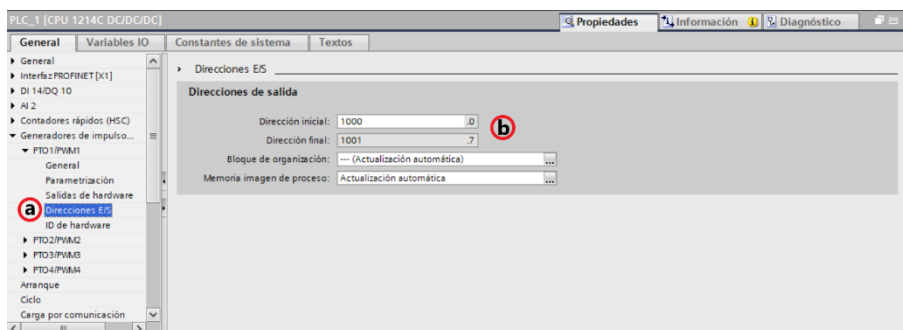 PLC_1 [CPU 1214C DC/DC/DC]
Propiedades Información Diagnóstico
General Variables IO Constantes de sistema Textos
General
Interfaz PROFINET [X1]
DI 14/DQ 10
AI 2
Contadores rápidos (HSC)
Generadores de impulso...
PTO1/PWM1
General
Parametrización
Salidas de hardware
a Direcciones E/S
ID de hardware
PTO2/PWM2
PTO3/PWM3
PTO4/PWM4
Arranque
Ciclo
Carga por comunicación
Direcciones E/S
Direcciones de salida
Dirección inicial: 1000 .0
b
Dirección final: 1001 .7
Bloque de organización: --- (Actualización automática) ...
Memoria imagen de proceso: Actualización automática ...